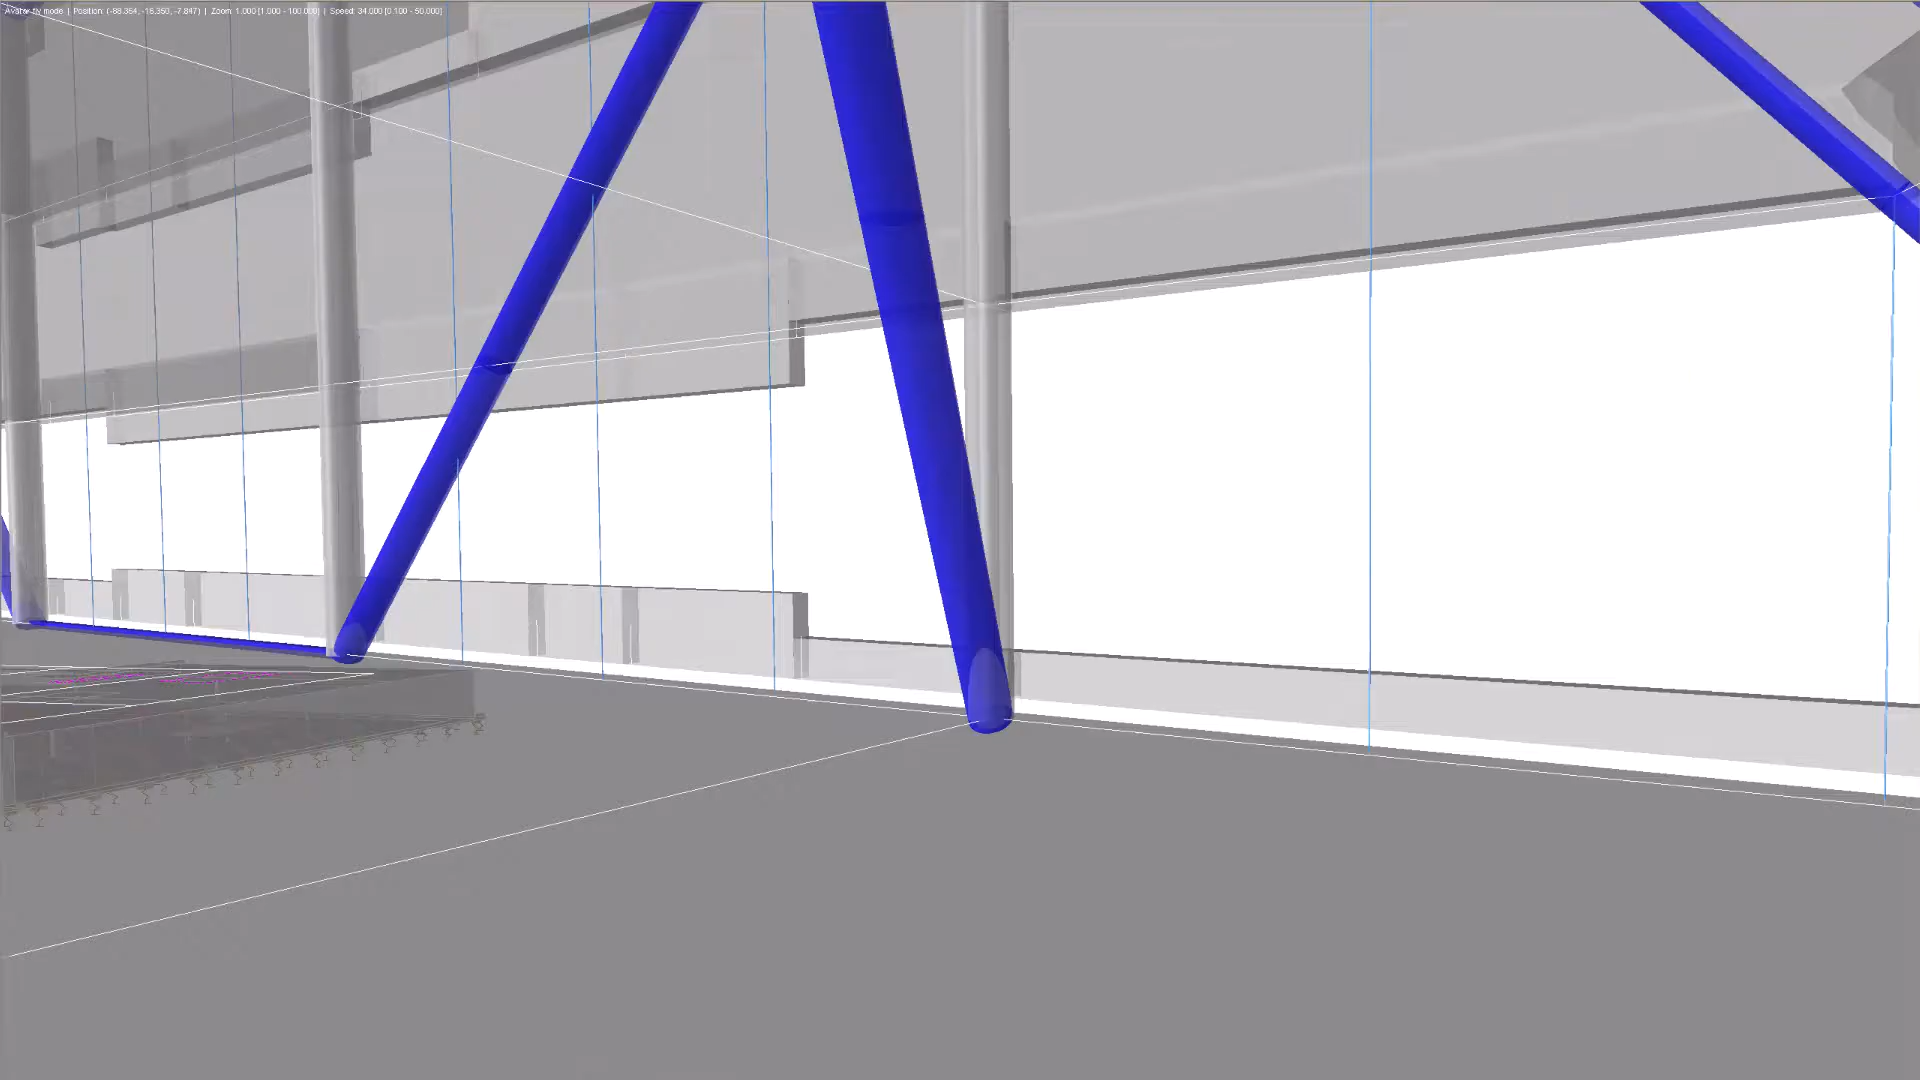 Avatar fly mode | Position: (-88.364, -18.350, -7.847) | Zoom: 1.000 [1.000 - 100.000] | Speed: 34.000 [0.100 - 50.000]